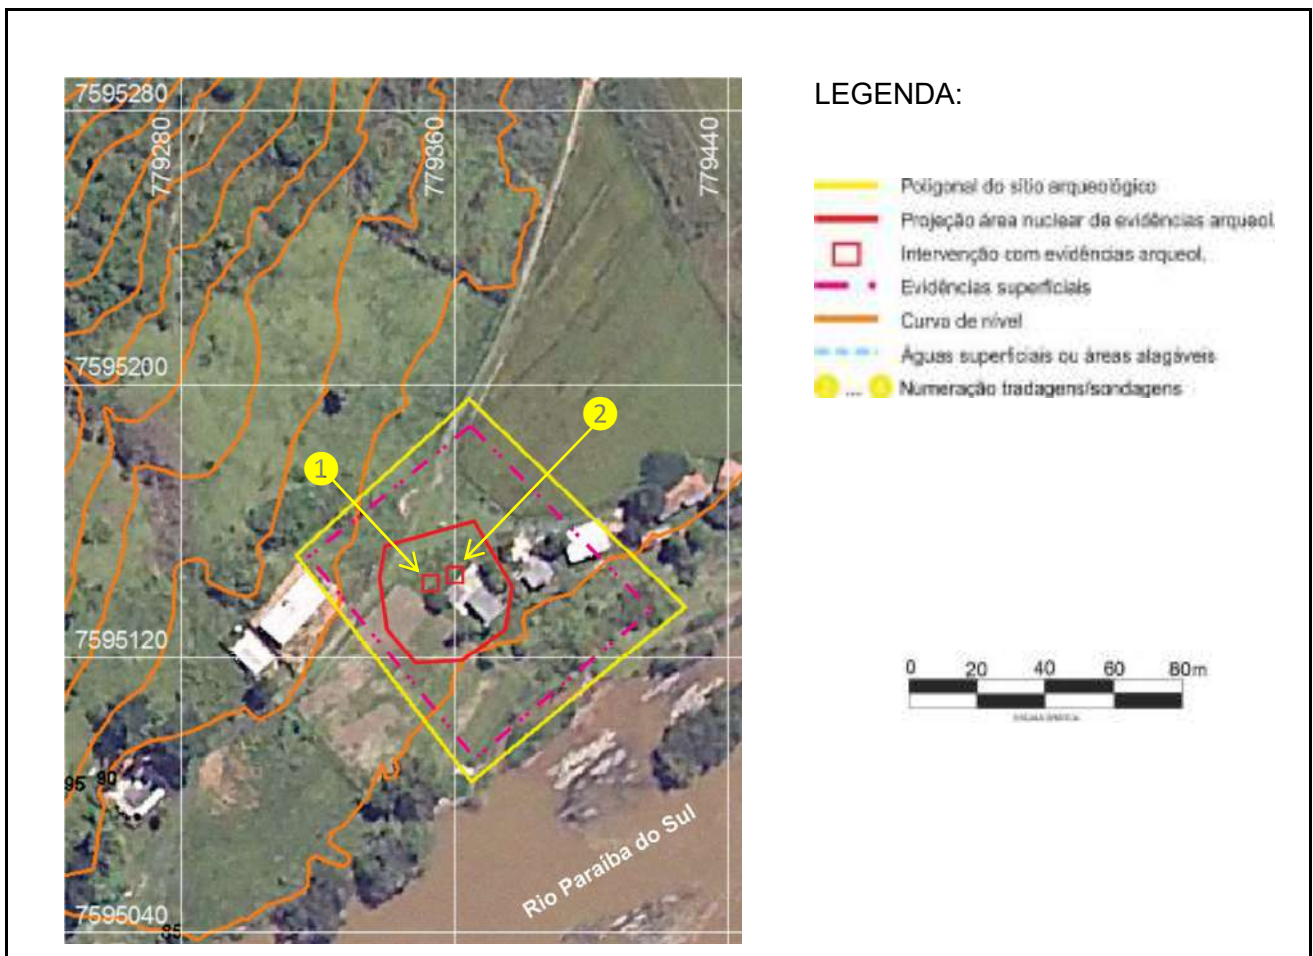 LEGENDA:
7595280
779280
779360
779440
Poligonal do sítio arqueológico
Projeção área nuclear de evidências arqueol.
Intervenção com evidências arqueol.
Evidências superficiais
Curva de nível
Águas superficiais ou áreas alagáveis
... Numeração tradagens/sondagens
7595200
2
1
7595120
0 20 40 60 80m
95 90
Rio Paraíba do Sul
7595040
85